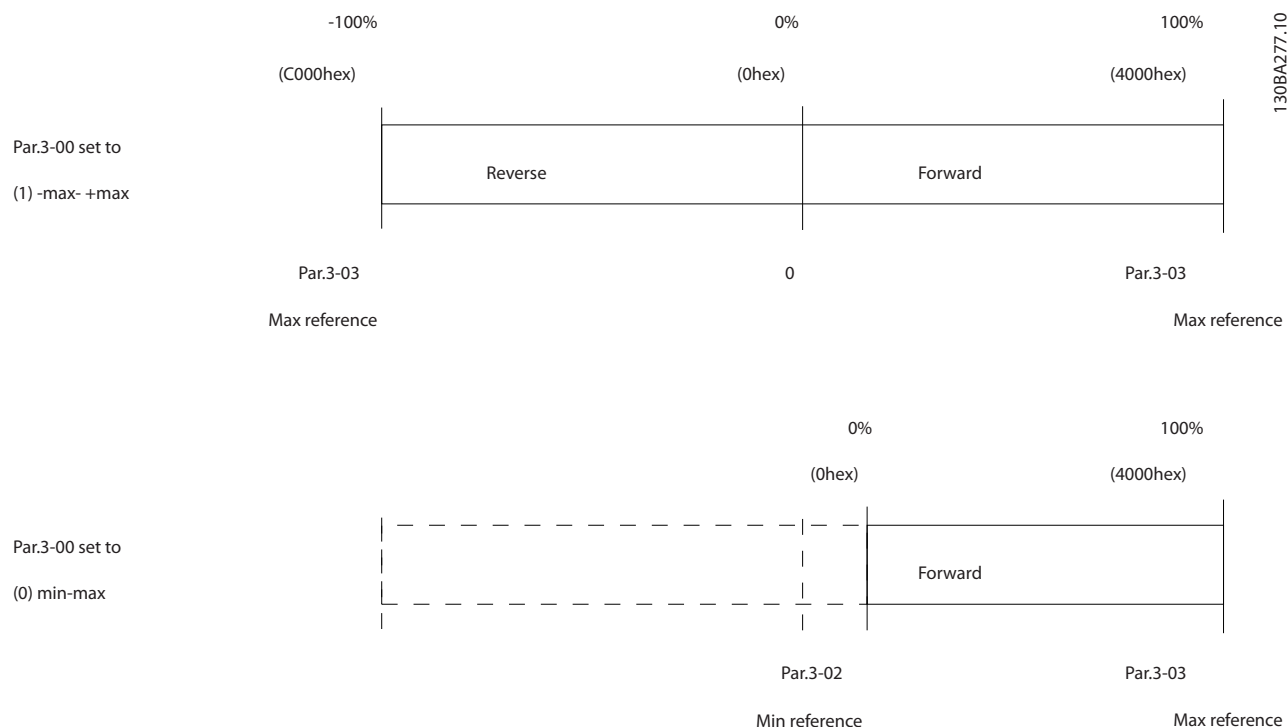 -100% 0% 100%
(C000hex) (0hex) (4000hex)
130BA277.10
Par.3-00 set to
(1) -max- +max
Reverse Forward
Par.3-03 0 Par.3-03
Max reference Max reference
0% 100%
(0hex) (4000hex)
Par.3-00 set to
(0) min-max
Forward
Par.3-02 Par.3-03
Min reference Max reference